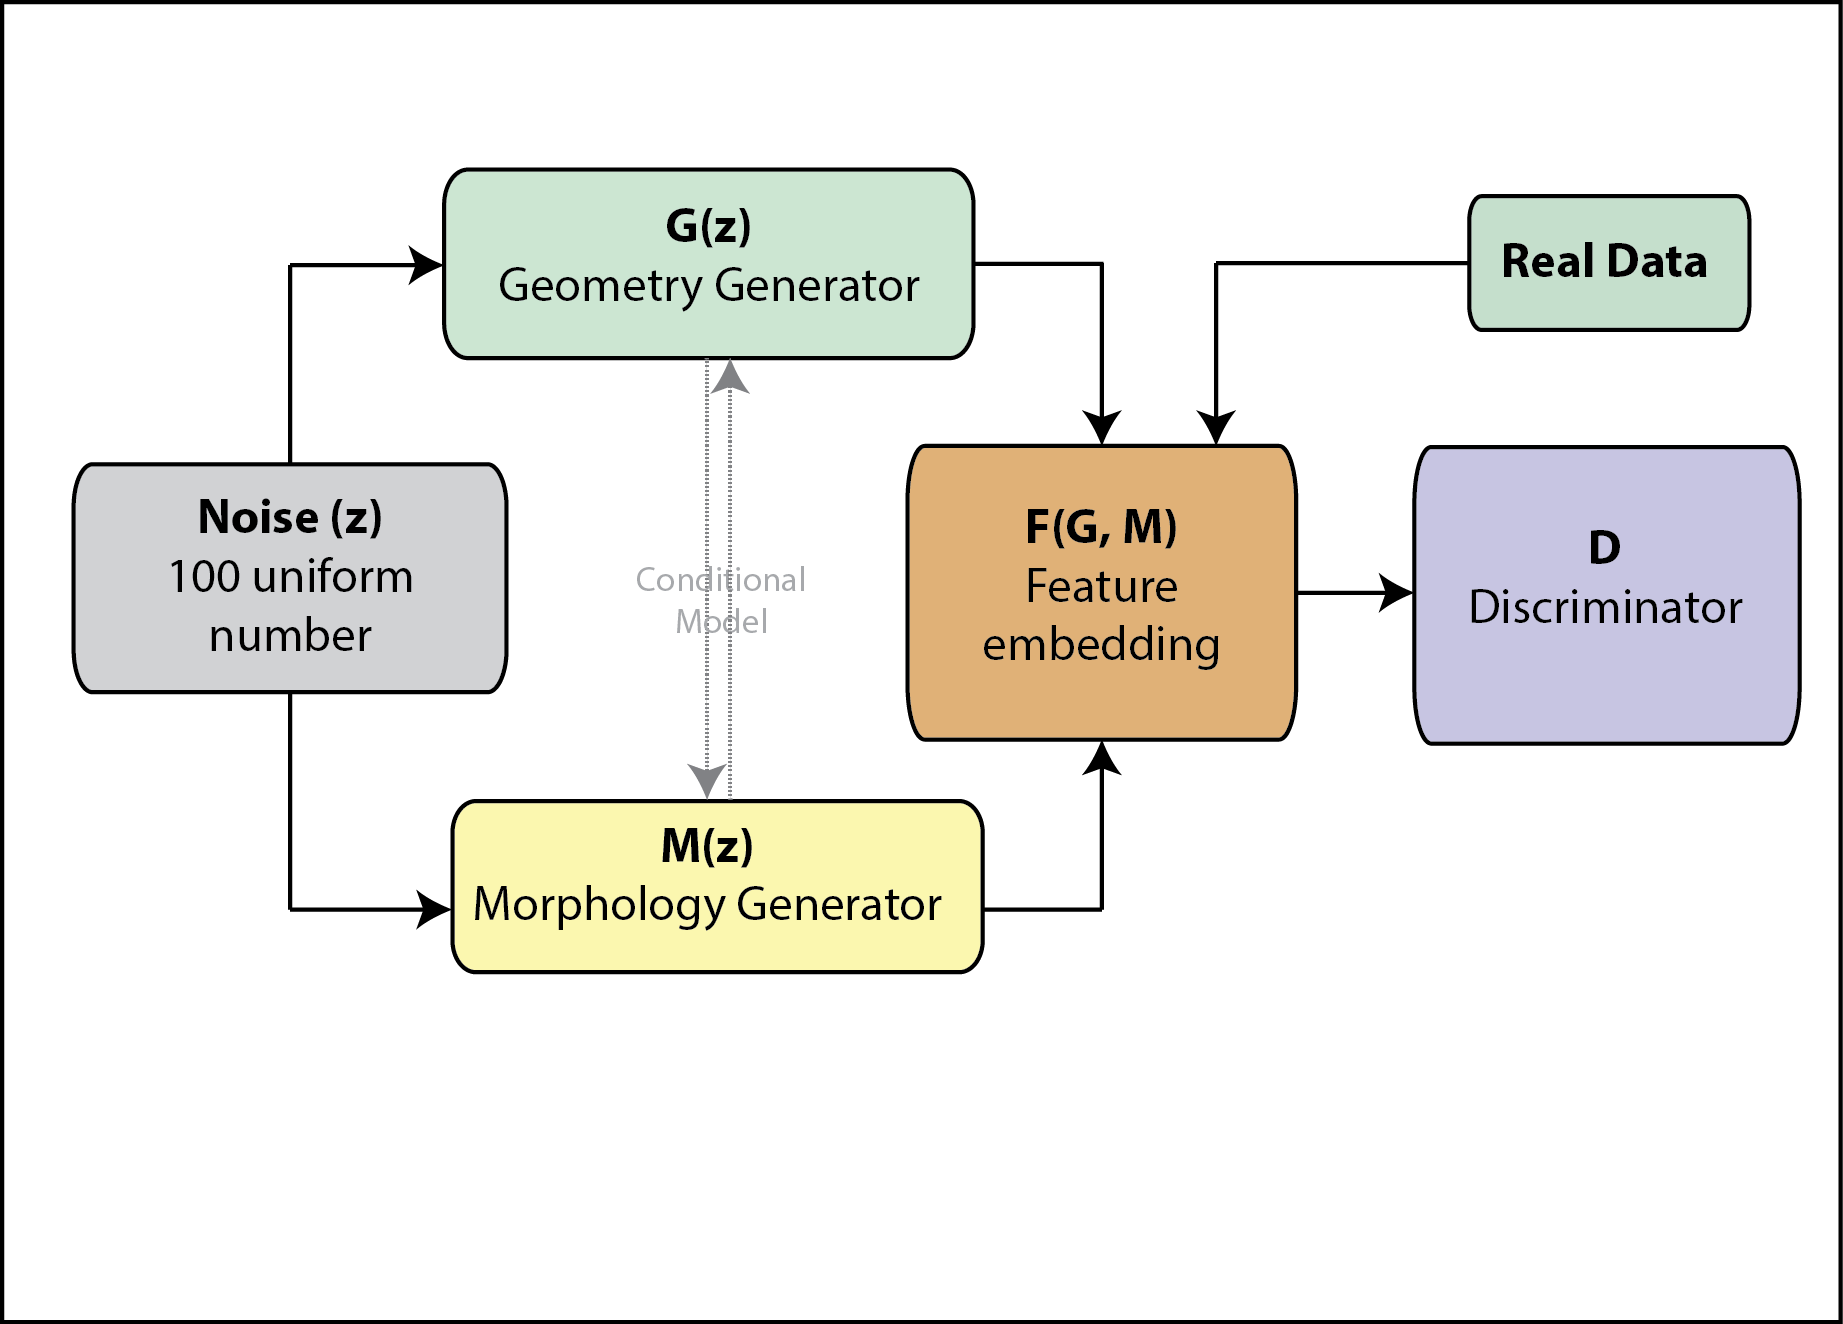 G(z)
Geometry Generator
Real Data
Noise (z)
100 uniform
number
Conditional
Model
F(G, M)
Feature
embedding
D
Discriminator
M(z)
Morphology Generator